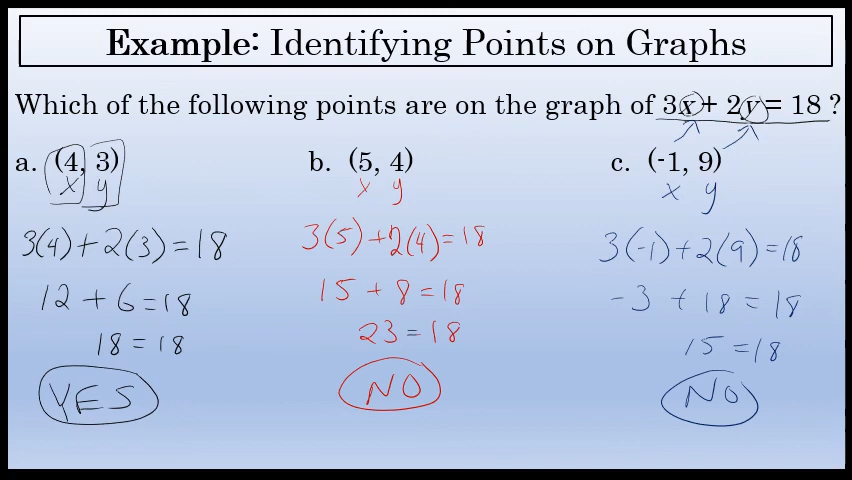 Example: Identifying Points on Graphs
Which of the following points are on the graph of 3x + 2y = 18 ?
a. (4, 3)
x y
3(4) + 2(3) = 18
12 + 6 = 18
18 = 18
YES
b. (5, 4)
x y
3(5) + 2(4) = 18
15 + 8 = 18
23 = 18
NO
c. (-1, 9)
x y
3(-1) + 2(9) = 18
-3 + 18 = 18
15 = 18
NO